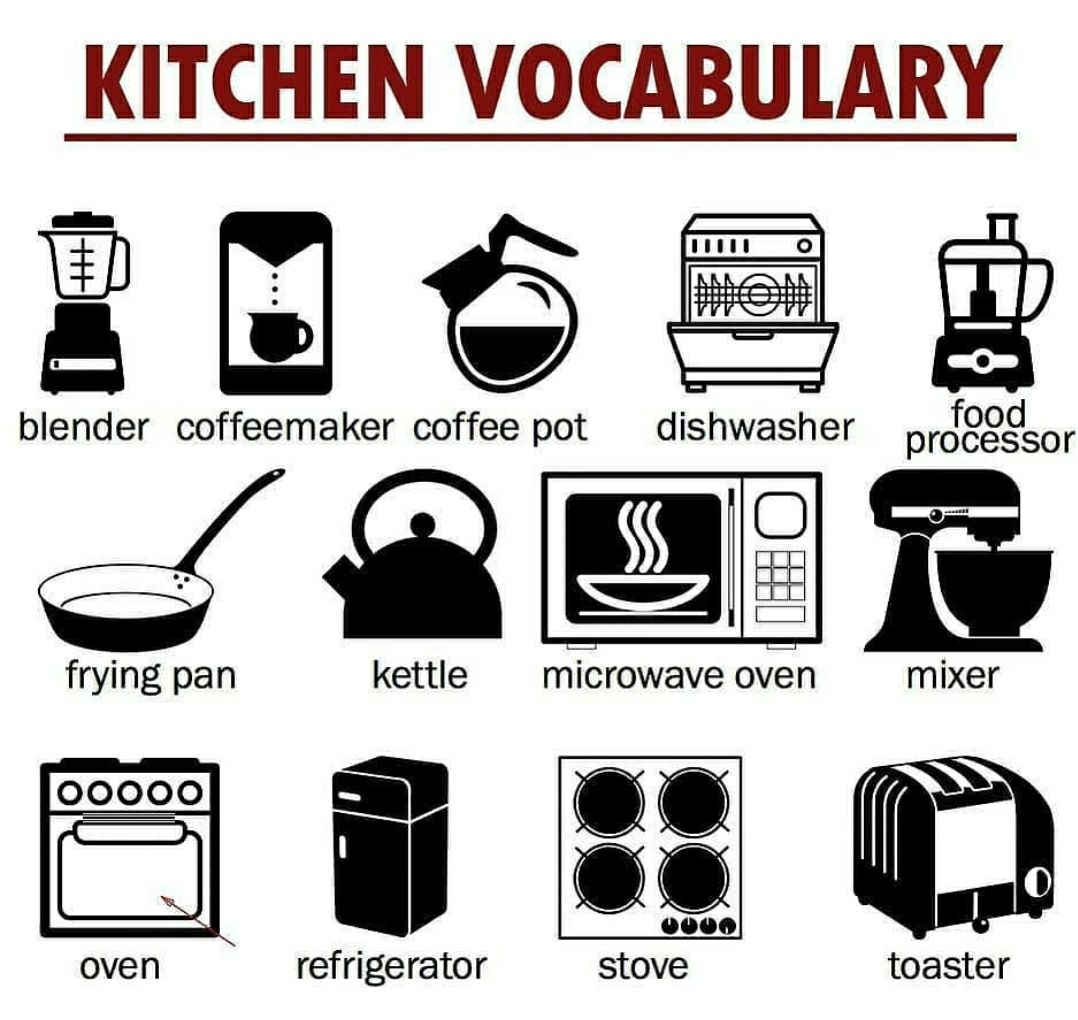 KITCHEN VOCABULARY
blender coffeemaker coffee pot dishwasher food
processor
frying pan kettle microwave oven mixer
oven refrigerator stove toaster